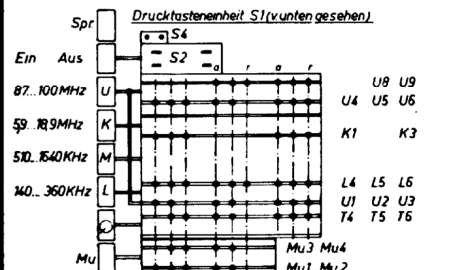 Spr Drucktasteneinheit S1 (v. unten gesehen)
S4
Ein Aus S2
a r a r
U8 U9
87...100MHz U
U4 U5 U6
5,9...18,9MHz K
K1 K3
510...1640KHz M
140...360KHz L
L4 L5 L6
U1 U2 U3
T4 T5 T6
Mu Mu3 Mu4
Mu1 Mu2